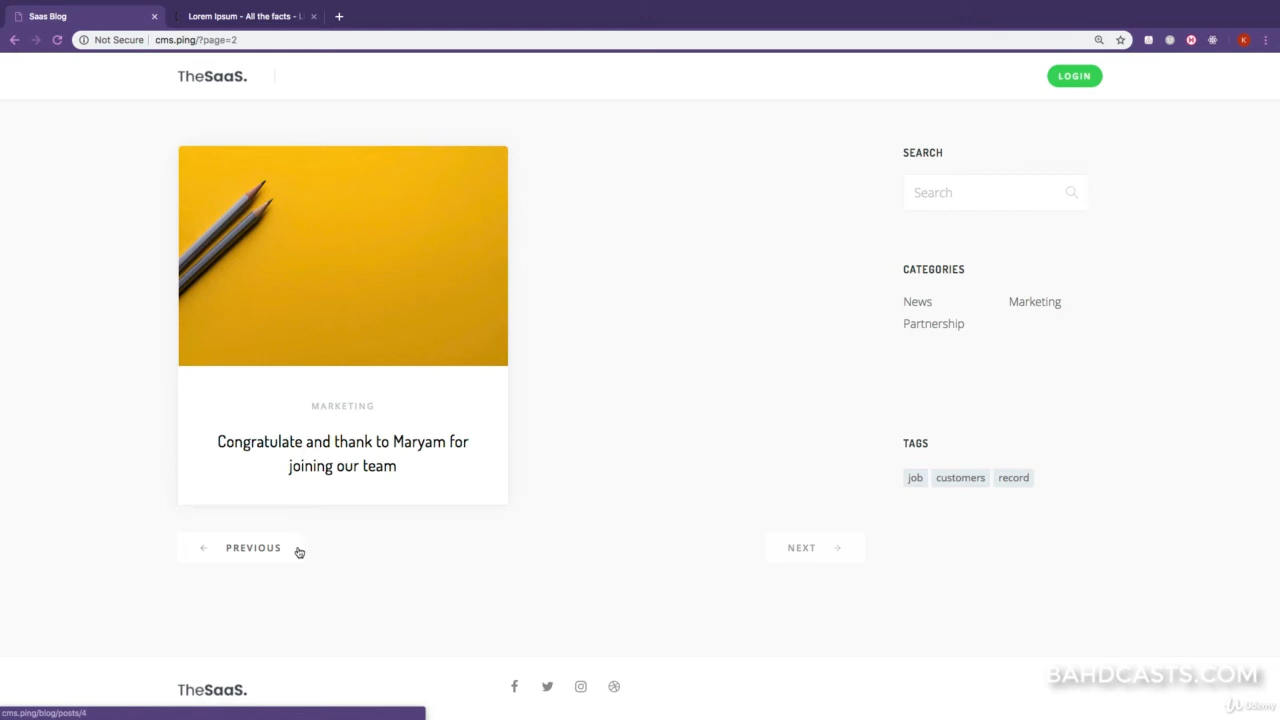 Saas Blog
Lorem Ipsum - All the facts - Li
Not Secure
cms.ping/?page=2
K
TheSaaS.
LOGIN
SEARCH
Search
CATEGORIES
News
Marketing
Partnership
MARKETING
Congratulate and thank to Maryam for
joining our team
TAGS
job
customers
record
PREVIOUS
NEXT
TheSaaS.
BAHDCASTS.COM
Udemy
cms.ping/blog/posts/4